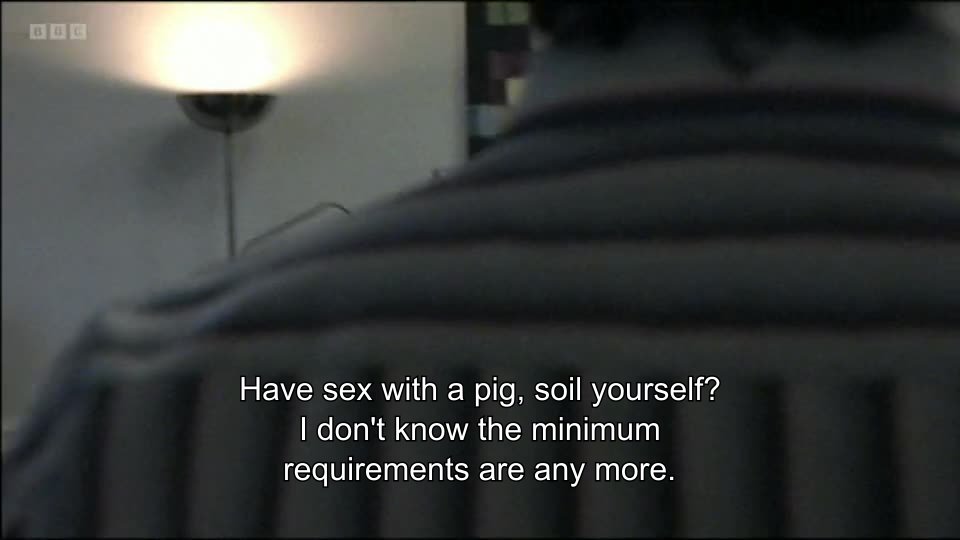 BBC
Have sex with a pig, soil yourself?
I don't know the minimum
requirements are any more.